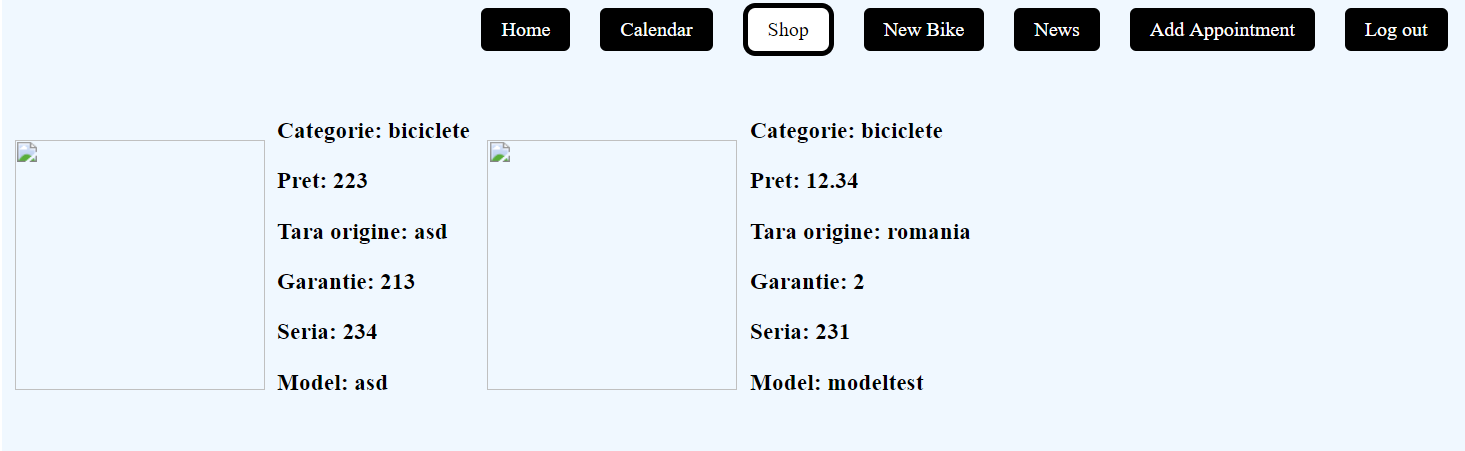 Home Calendar Shop New Bike News Add Appointment Log out
Categorie: biciclete
Pret: 223
Tara origine: asd
Garantie: 213
Seria: 234
Model: asd
Categorie: biciclete
Pret: 12.34
Tara origine: romania
Garantie: 2
Seria: 231
Model: modeltest